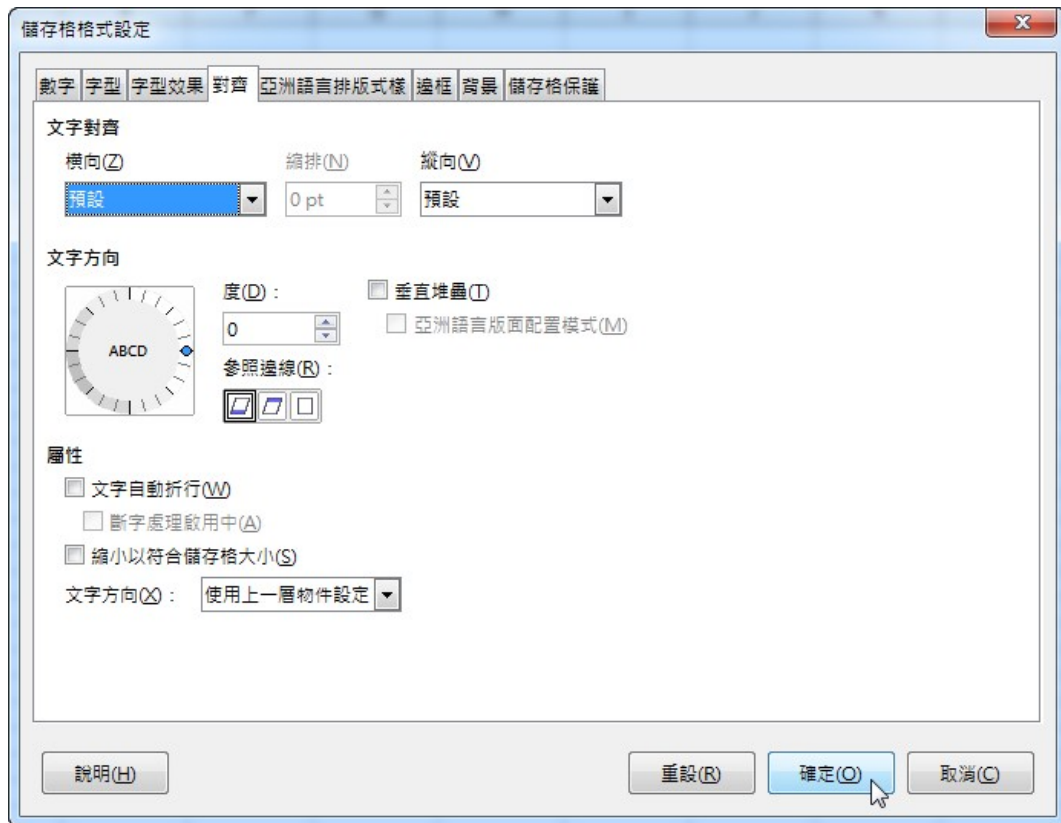 儲存格格式設定
數字 字型 字型效果 對齊 亞洲語言排版式樣 邊框 背景 儲存格保護
文字對齊
橫向(Z) 縮排(N) 縱向(V)
預設 0 pt 預設
文字方向
度(D)： 垂直堆疊(T)
0 亞洲語言版面配置模式(M)
ABCD
參照邊線(R)：
屬性
文字自動折行(W)
斷字處理啟用中(A)
縮小以符合儲存格大小(S)
文字方向(X)： 使用上一層物件設定
說明(H) 重設(R) 確定(O) 取消(C)